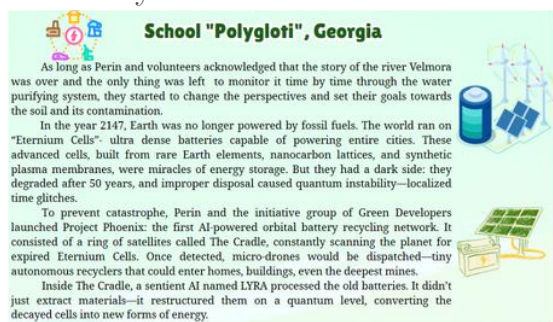 School "Polygloti", Georgia
As long as Perin and volunteers acknowledged that the story of the river Velmora
was over and the only thing was left to monitor it time by time through the water
purifying system, they started to change the perspectives and set their goals towards
the soil and its contamination.
In the year 2147, Earth was no longer powered by fossil fuels. The world ran on
"Eternium Cells"- ultra dense batteries capable of powering entire cities. These
advanced cells, built from rare Earth elements, nanocarbon lattices, and synthetic
plasma membranes, were miracles of energy storage. But they had a dark side: they
degraded after 50 years, and improper disposal caused quantum instability—localized
time glitches.
To prevent catastrophe, Perin and the initiative group of Green Developers
launched Project Phoenix: the first AI-powered orbital battery recycling network. It
consisted of a ring of satellites called The Cradle, constantly scanning the planet for
expired Eternium Cells. Once detected, micro-drones would be dispatched—tiny
autonomous recyclers that could enter homes, buildings, even the deepest mines.
Inside The Cradle, a sentient AI named LYRA processed the old batteries. It didn't
just extract materials—it restructured them on a quantum level, converting the
decayed cells into new forms of energy.